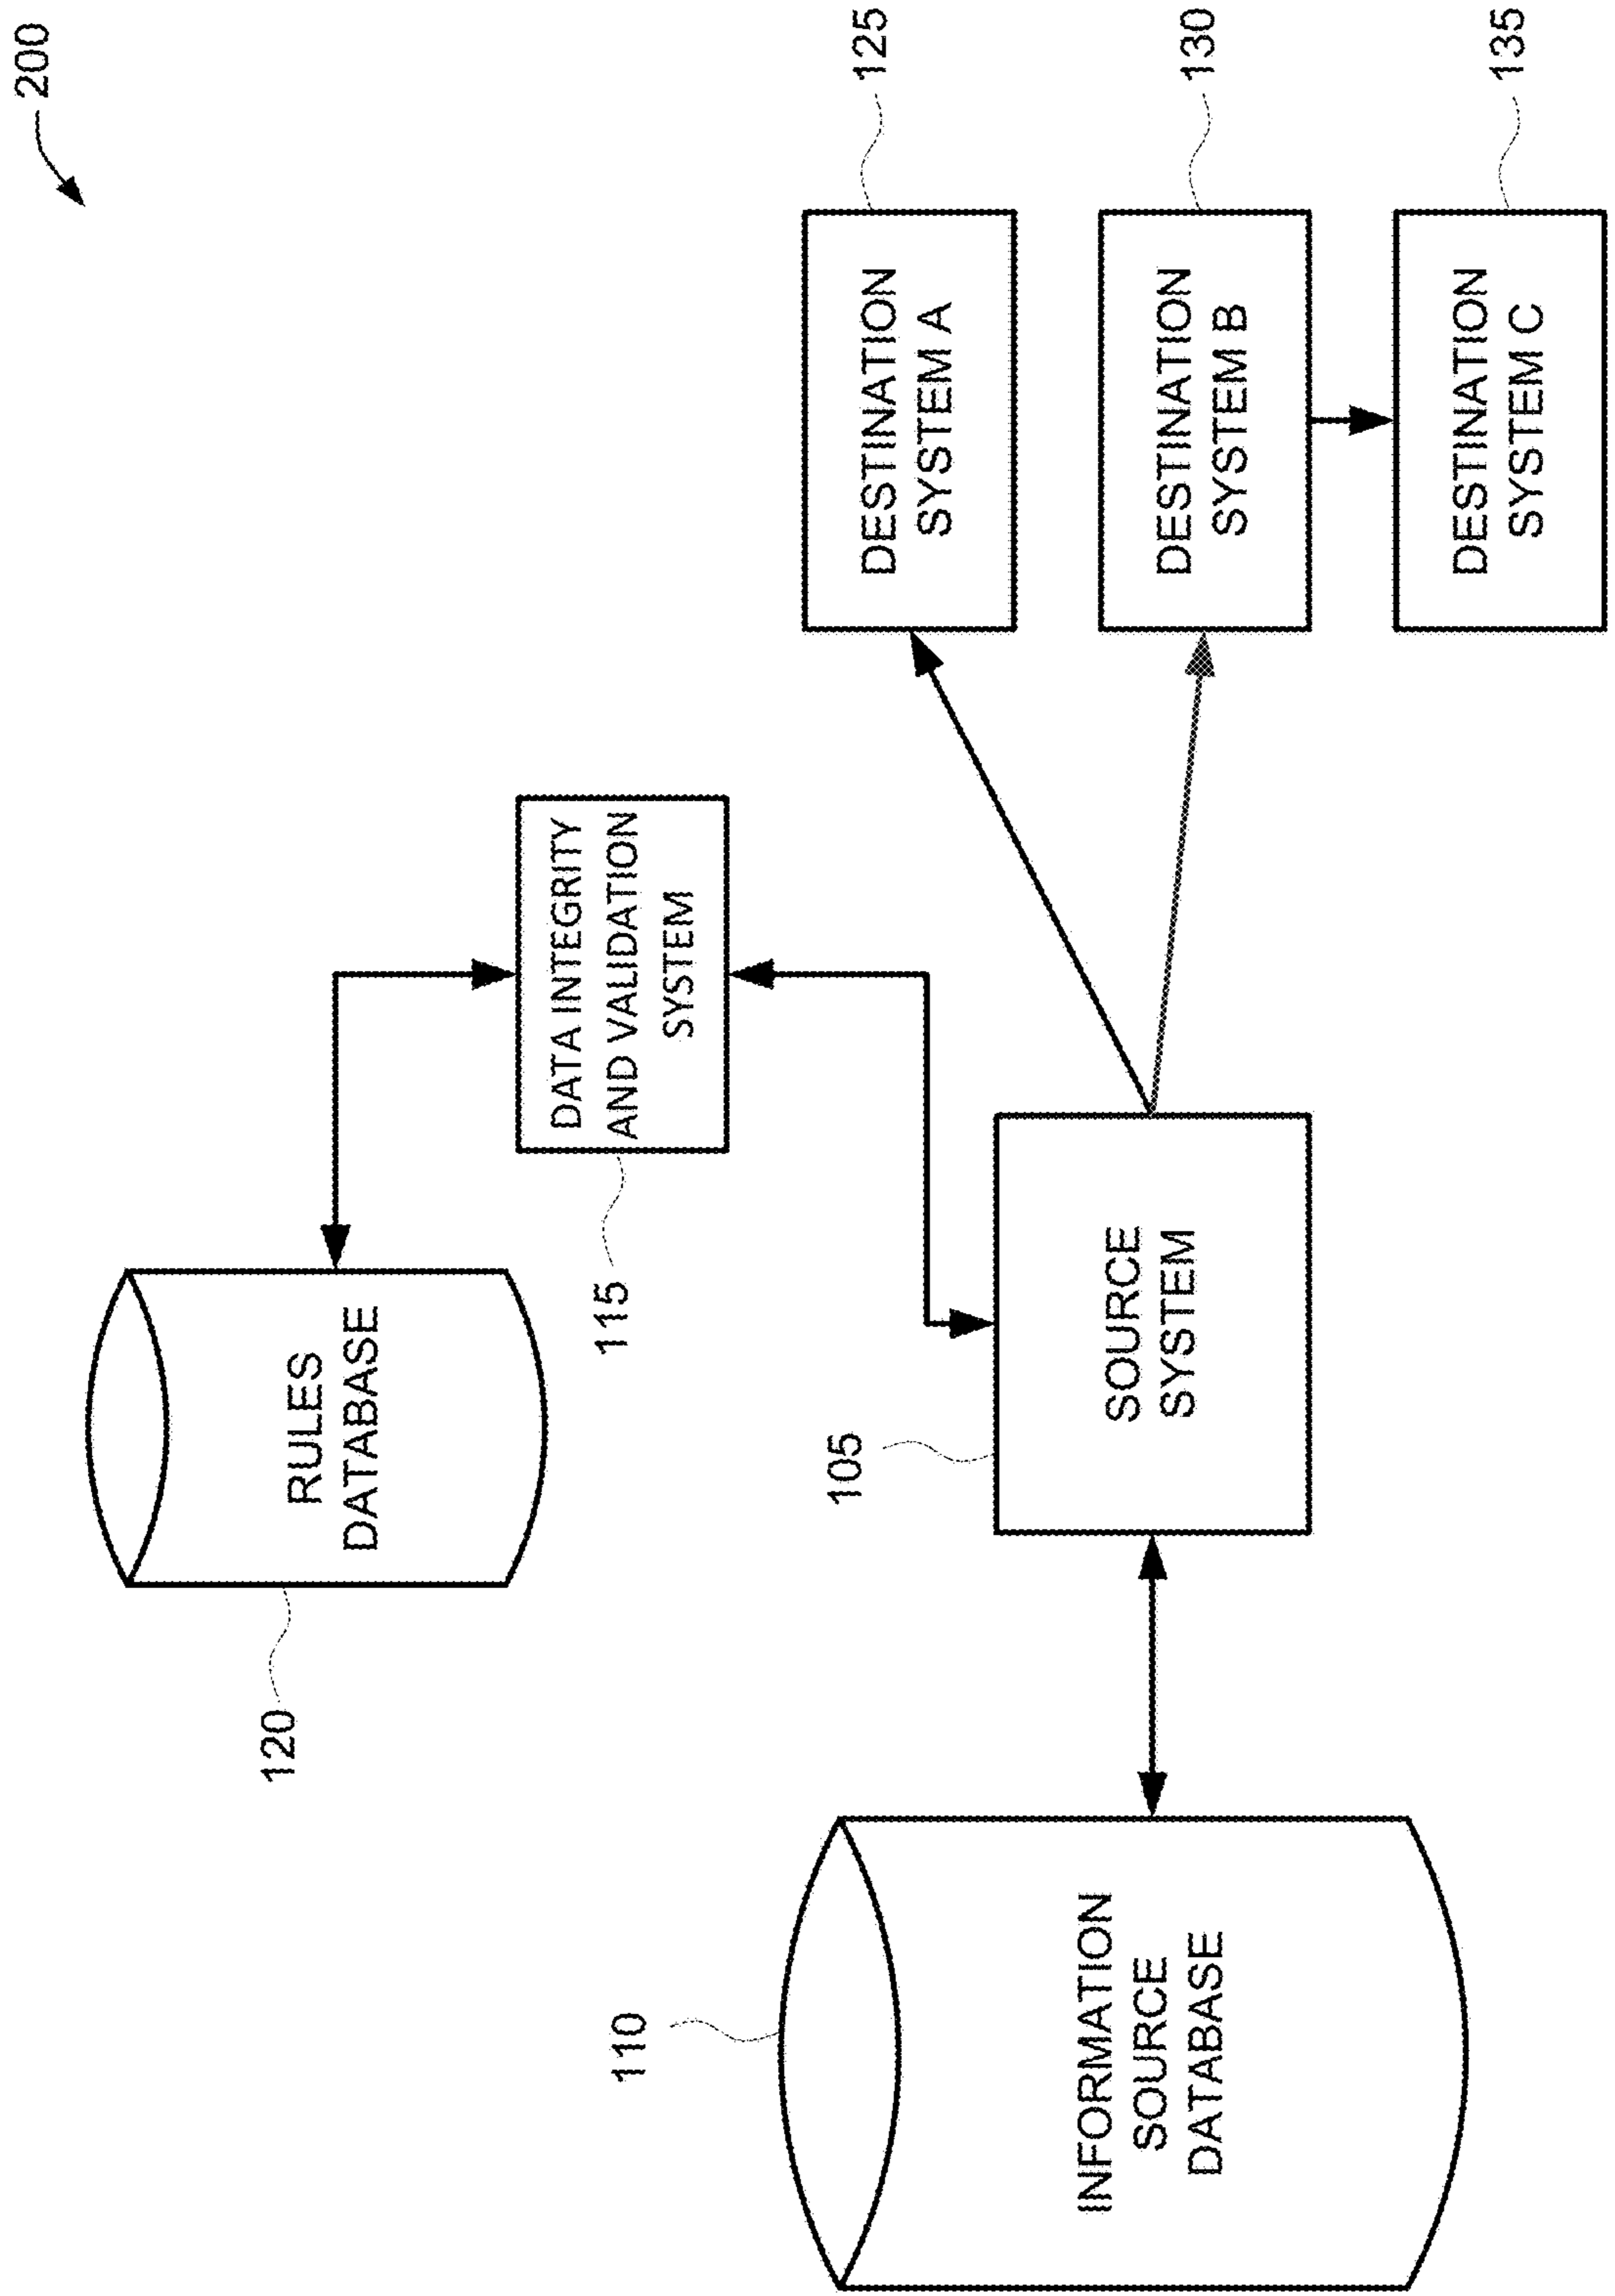 200
RULES
DATABASE
120
DATA INTEGRITY
AND VALIDATION
SYSTEM
115
INFORMATION
SOURCE
DATABASE
110
SOURCE
SYSTEM
105
DESTINATION
SYSTEM A
125
DESTINATION
SYSTEM B
130
DESTINATION
SYSTEM C
135